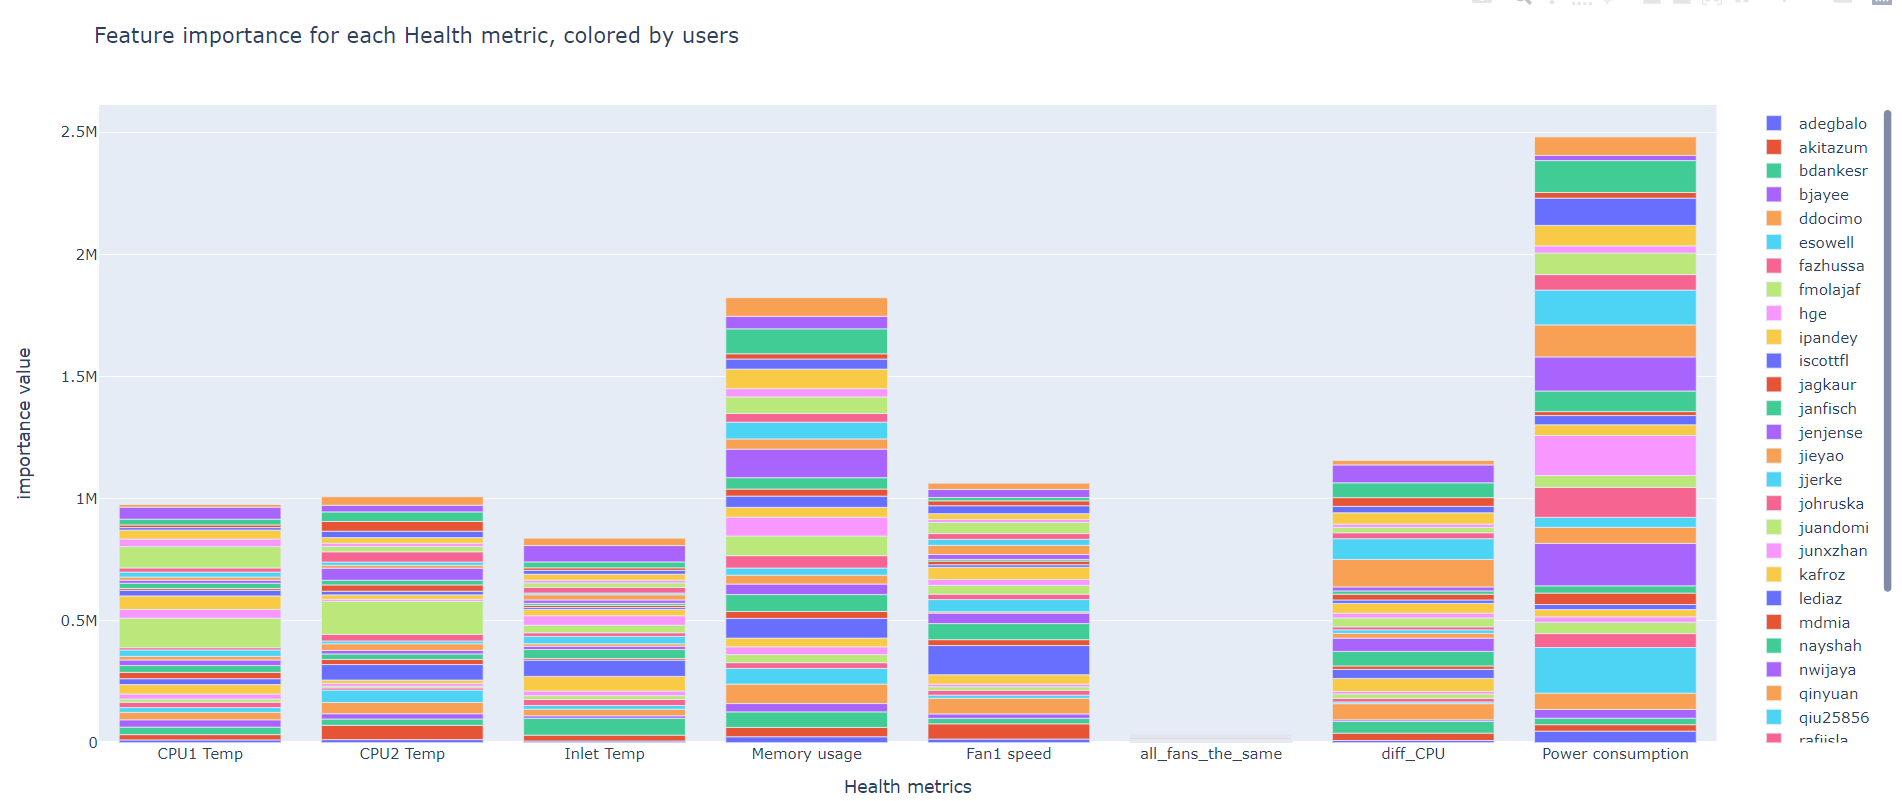 Feature importance for each Health metric, colored by users
2.5M
2M
1.5M
1M
0.5M
0
importance value
CPU1 Temp
CPU2 Temp
Inlet Temp
Memory usage
Fan1 speed
all_fans_the_same
diff_CPU
Power consumption
Health metrics
adegbalo
akitazum
bdankesr
bjayee
ddocimo
esowell
fazhussa
fmolajaf
hge
ipandey
iscottfl
jagkaur
janfisch
jenjense
jieyao
jjerke
johruska
juandomi
junxzhan
kafroz
lediaz
mdmia
nayshah
nwijaya
qinyuan
qiu25856